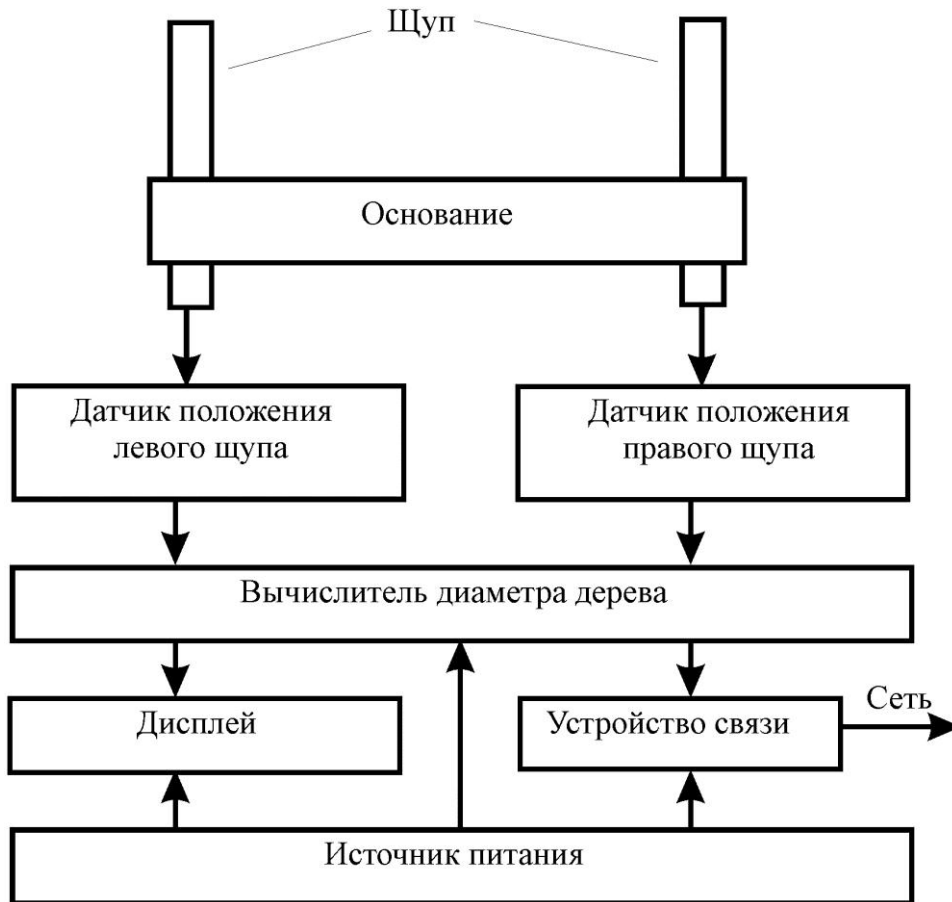 Щуп
Основание
Датчик положения
левого щупа
Датчик положения
правого щупа
Вычислитель диаметра дерева
Дисплей
Устройство связи
Сеть
Источник питания